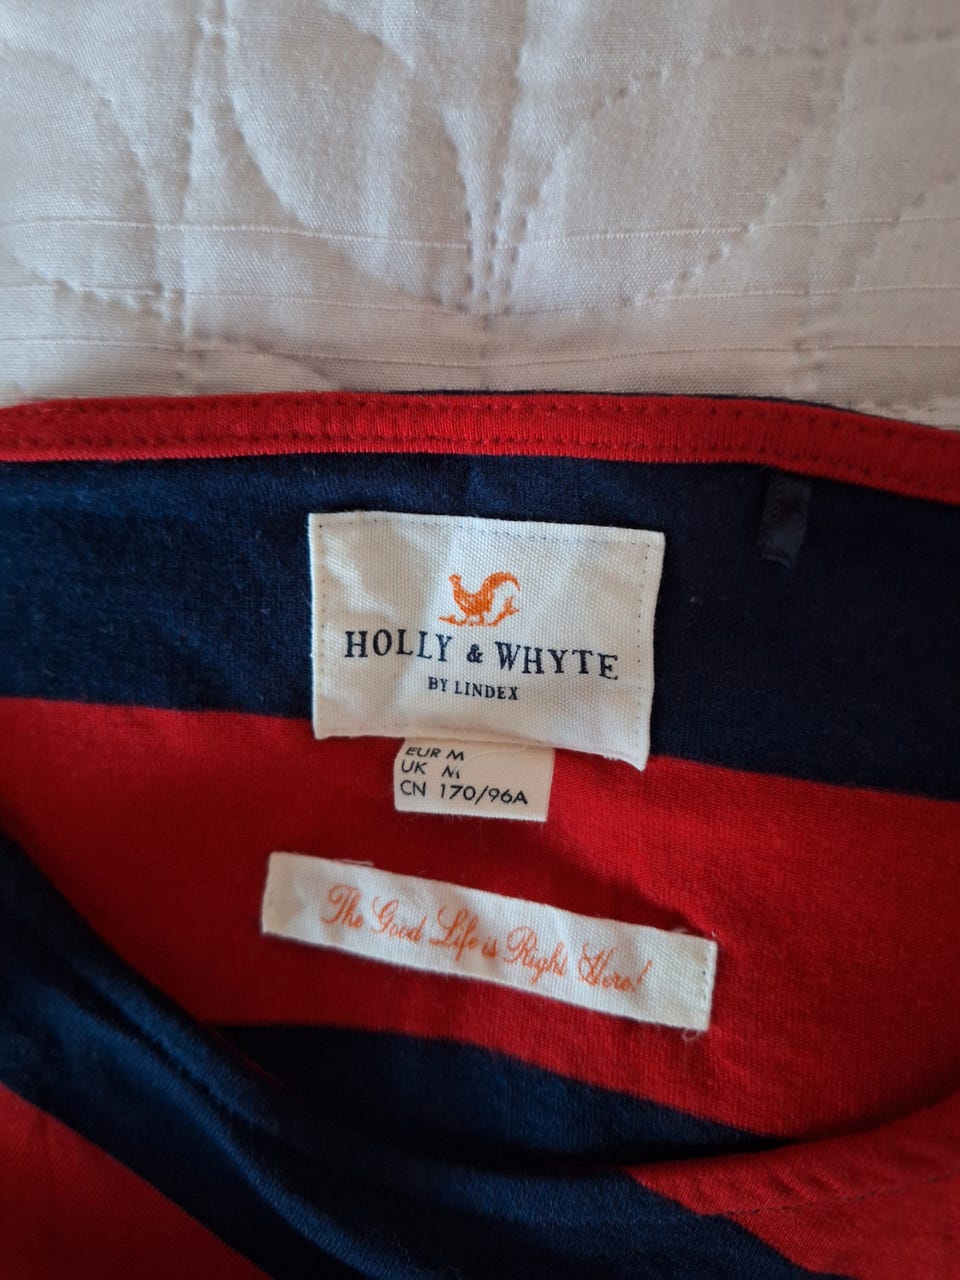 HOLLY & WHYTE
BY LINDEX
EUR M
UK M
CN 170/96A
The Good Life is Right Here!